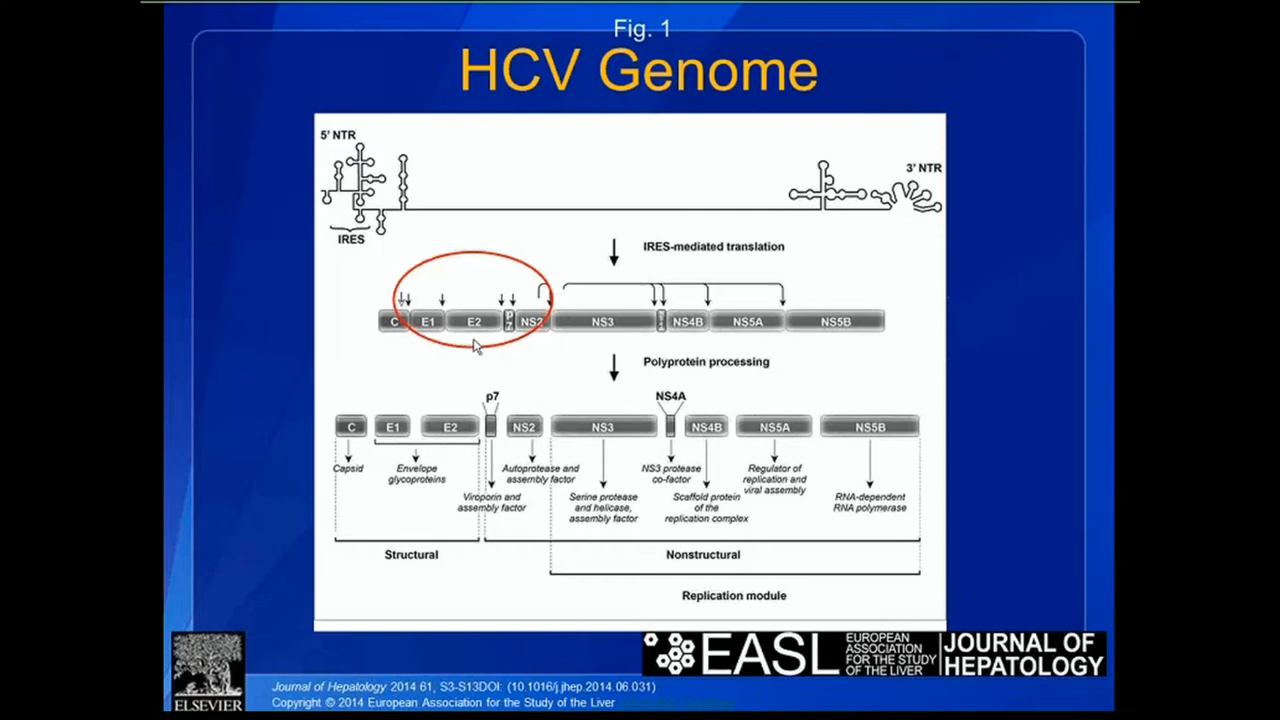 Fig. 1
HCV Genome
5' NTR
3' NTR
IRES
IRES-mediated translation
C E1 E2 p7 NS2 NS3 NS4B NS5A NS5B
Polyprotein processing
p7 NS4A
C E1 E2 NS2 NS3 NS4B NS5A NS5B
Capsid
Envelope
glycoproteins
Viroporin and
assembly factor
Autoprotease and
assembly factor
Serine protease
and helicase,
assembly factor
NS3 protease
co-factor
Scaffold protein
of the
replication complex
Regulator of
replication and
viral assembly
RNA-dependent
RNA polymerase
Structural
Nonstructural
Replication module
ELSEVIER
EASL
EUROPEAN
ASSOCIATION
FOR THE STUDY
OF THE LIVER
JOURNAL OF
HEPATOLOGY
Journal of Hepatology 2014 61, S3-S13DOI: (10.1016/j.jhep.2014.06.031)
Copyright © 2014 European Association for the Study of the Liver